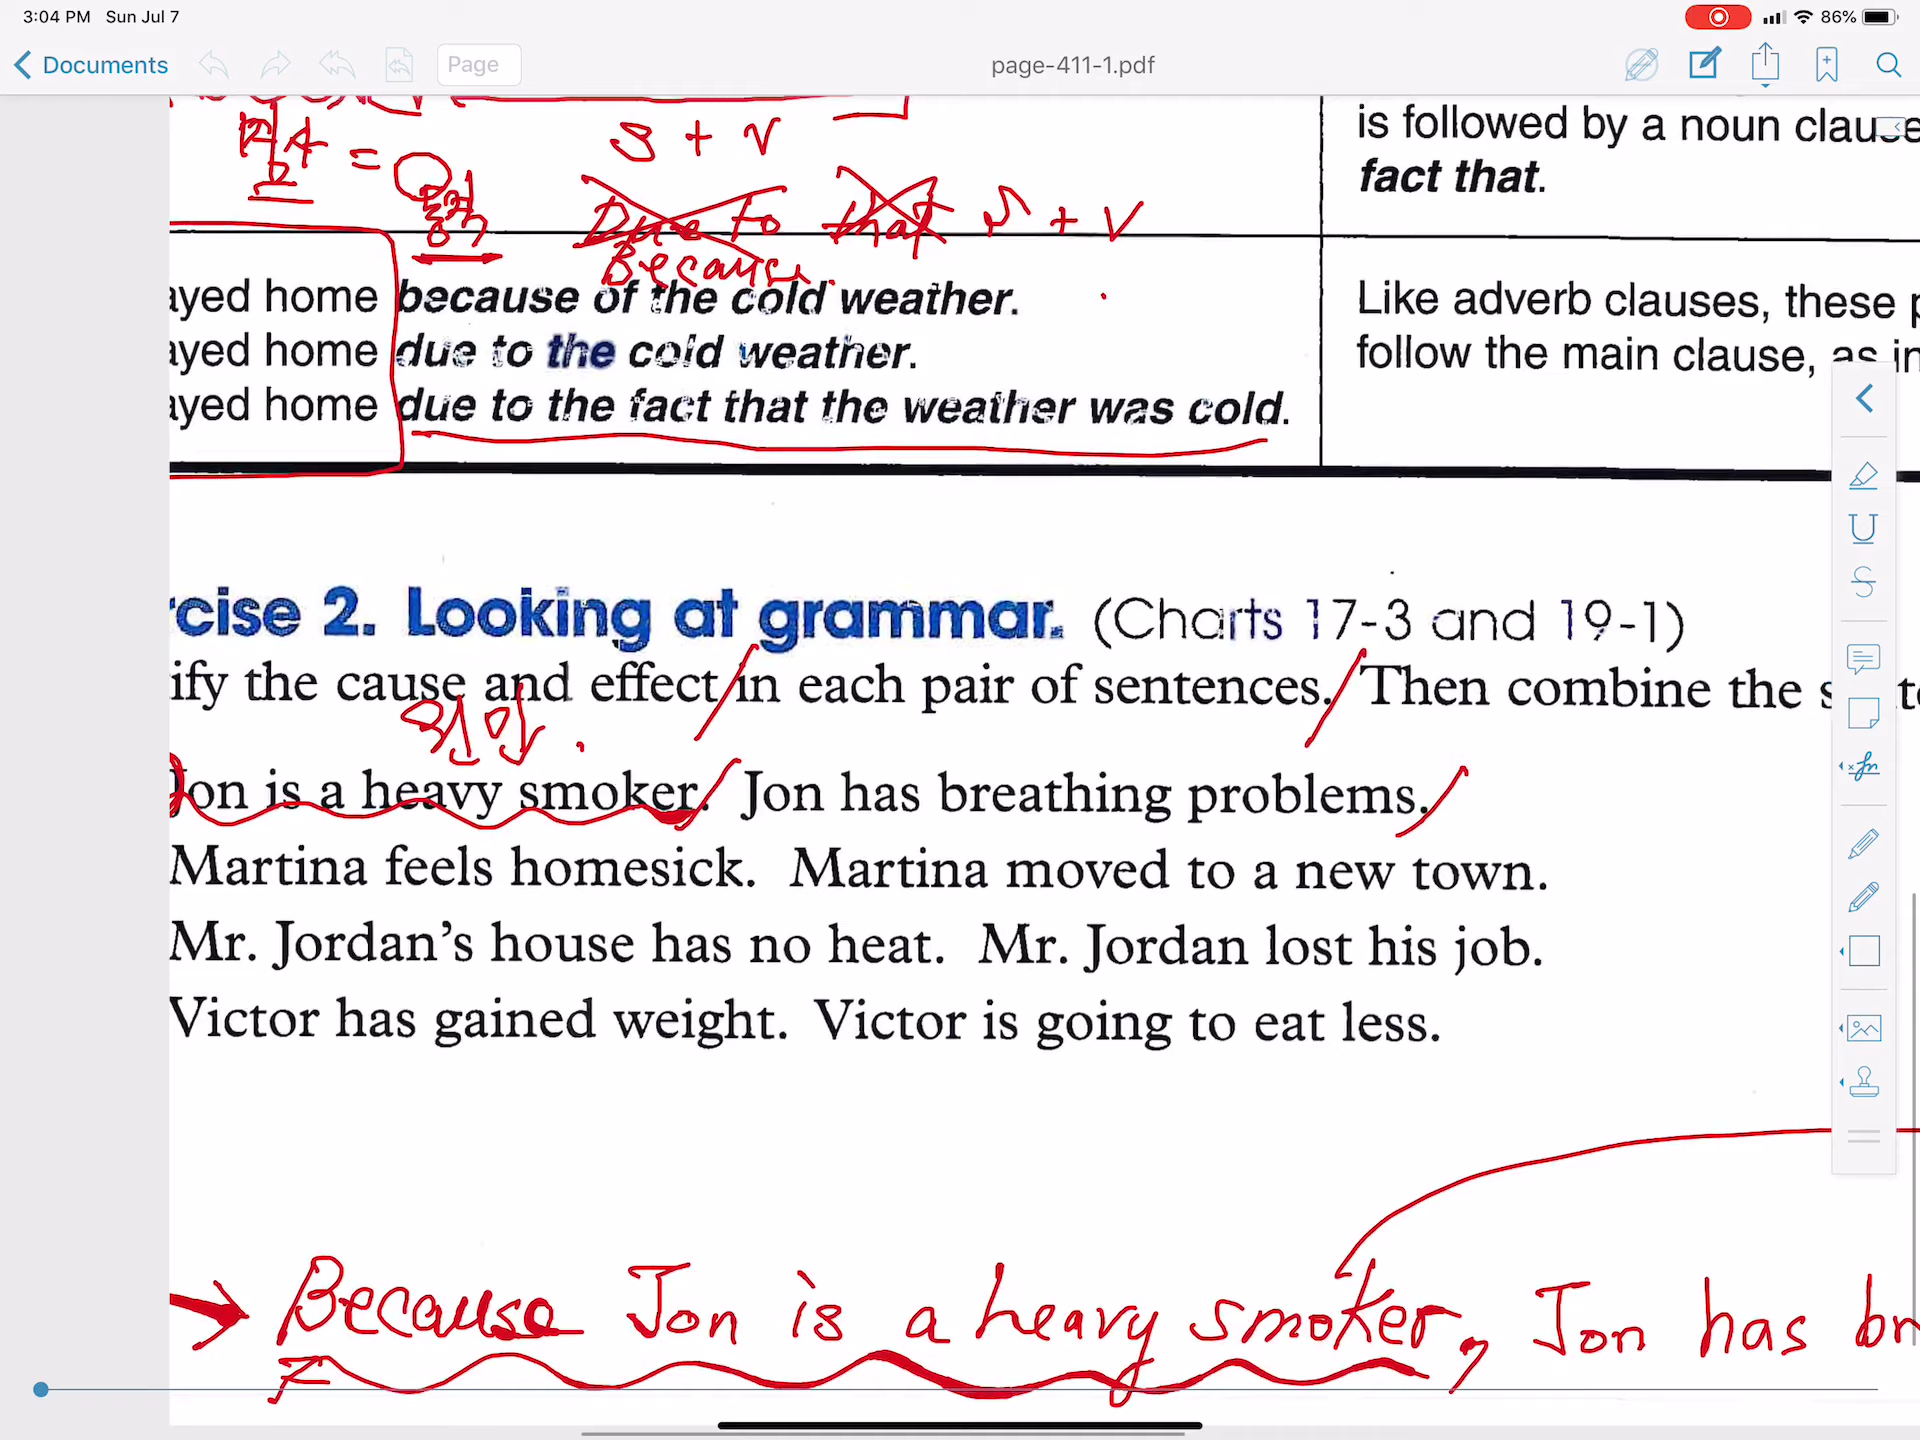 3:04 PM Sun Jul 7
86%
Documents
Page
page-411-1.pdf
S + V
is followed by a noun clause
fact that.
=
Due to that S + V
Because
ayed home because of the cold weather.
ayed home due to the cold weather.
ayed home due to the fact that the weather was cold.
Like adverb clauses, these p
follow the main clause, as in
rcise 2. Looking at grammar. (Charts 17-3 and 19-1)
ify the cause and effect in each pair of sentences. Then combine the s
원인
Jon is a heavy smoker. Jon has breathing problems.
Martina feels homesick. Martina moved to a new town.
Mr. Jordan’s house has no heat. Mr. Jordan lost his job.
Victor has gained weight. Victor is going to eat less.
Because Jon is a heavy smoker, Jon has br